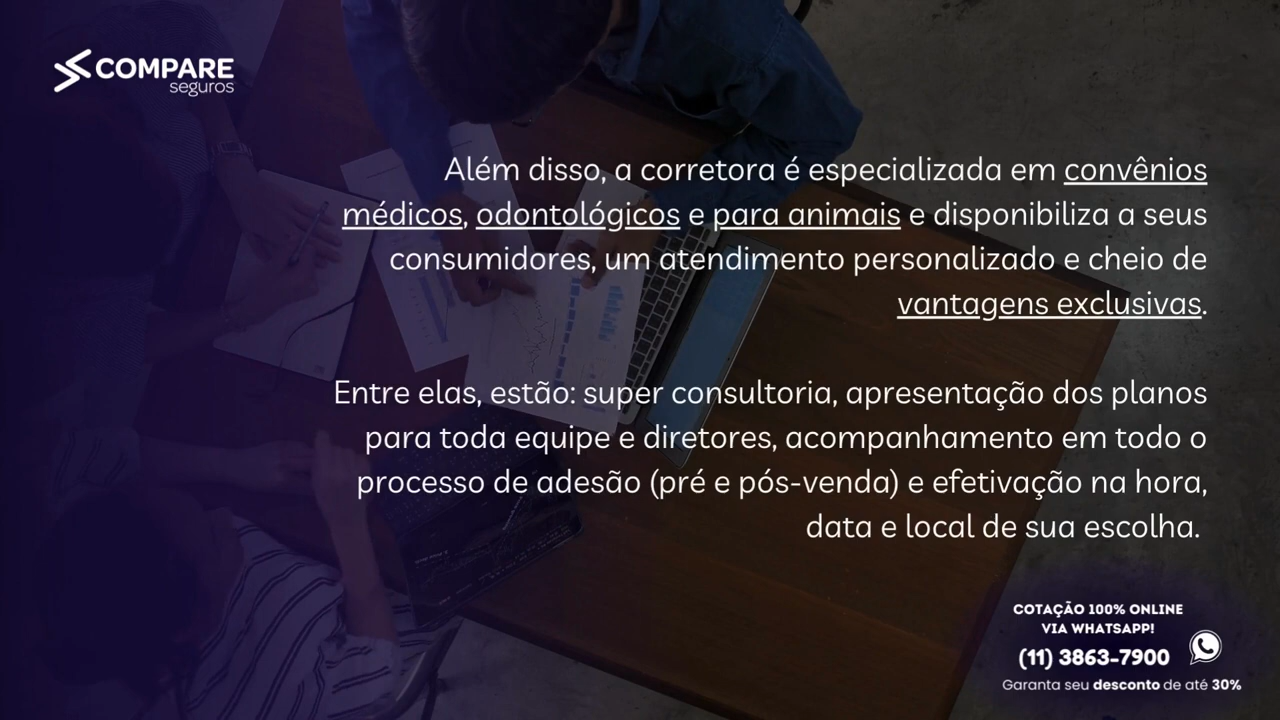 COMPARE
seguros
Além disso, a corretora é especializada em convênios
médicos, odontológicos e para animais e disponibiliza a seus
consumidores, um atendimento personalizado e cheio de
vantagens exclusivas.
Entre elas, estão: super consultoria, apresentação dos planos
para toda equipe e diretores, acompanhamento em todo o
processo de adesão (pré e pós-venda) e efetivação na hora,
data e local de sua escolha.
COTAÇÃO 100% ONLINE
VIA WHATSAPP!
(11) 3863-7900
Garanta seu desconto de até 30%